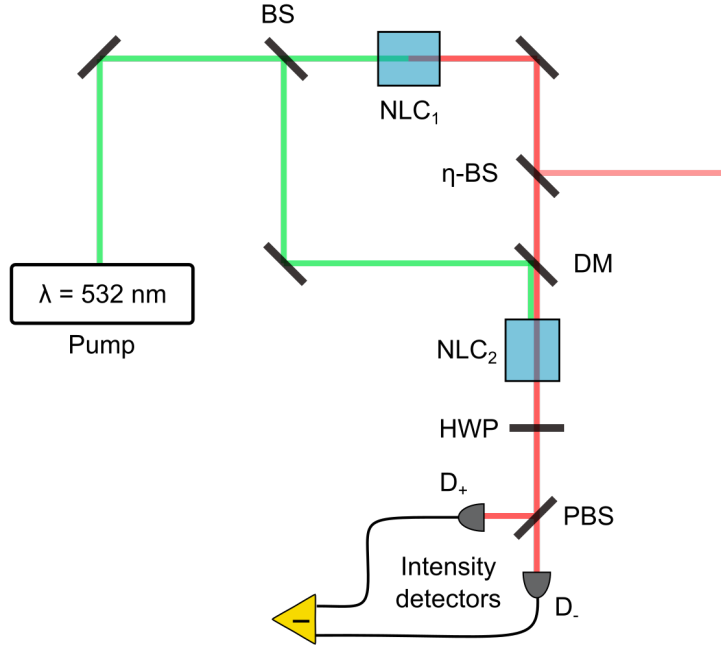 BS
NLC₁
η-BS
DM
λ = 532 nm
Pump
NLC₂
HWP
D₊
PBS
Intensity
detectors
D₋
−